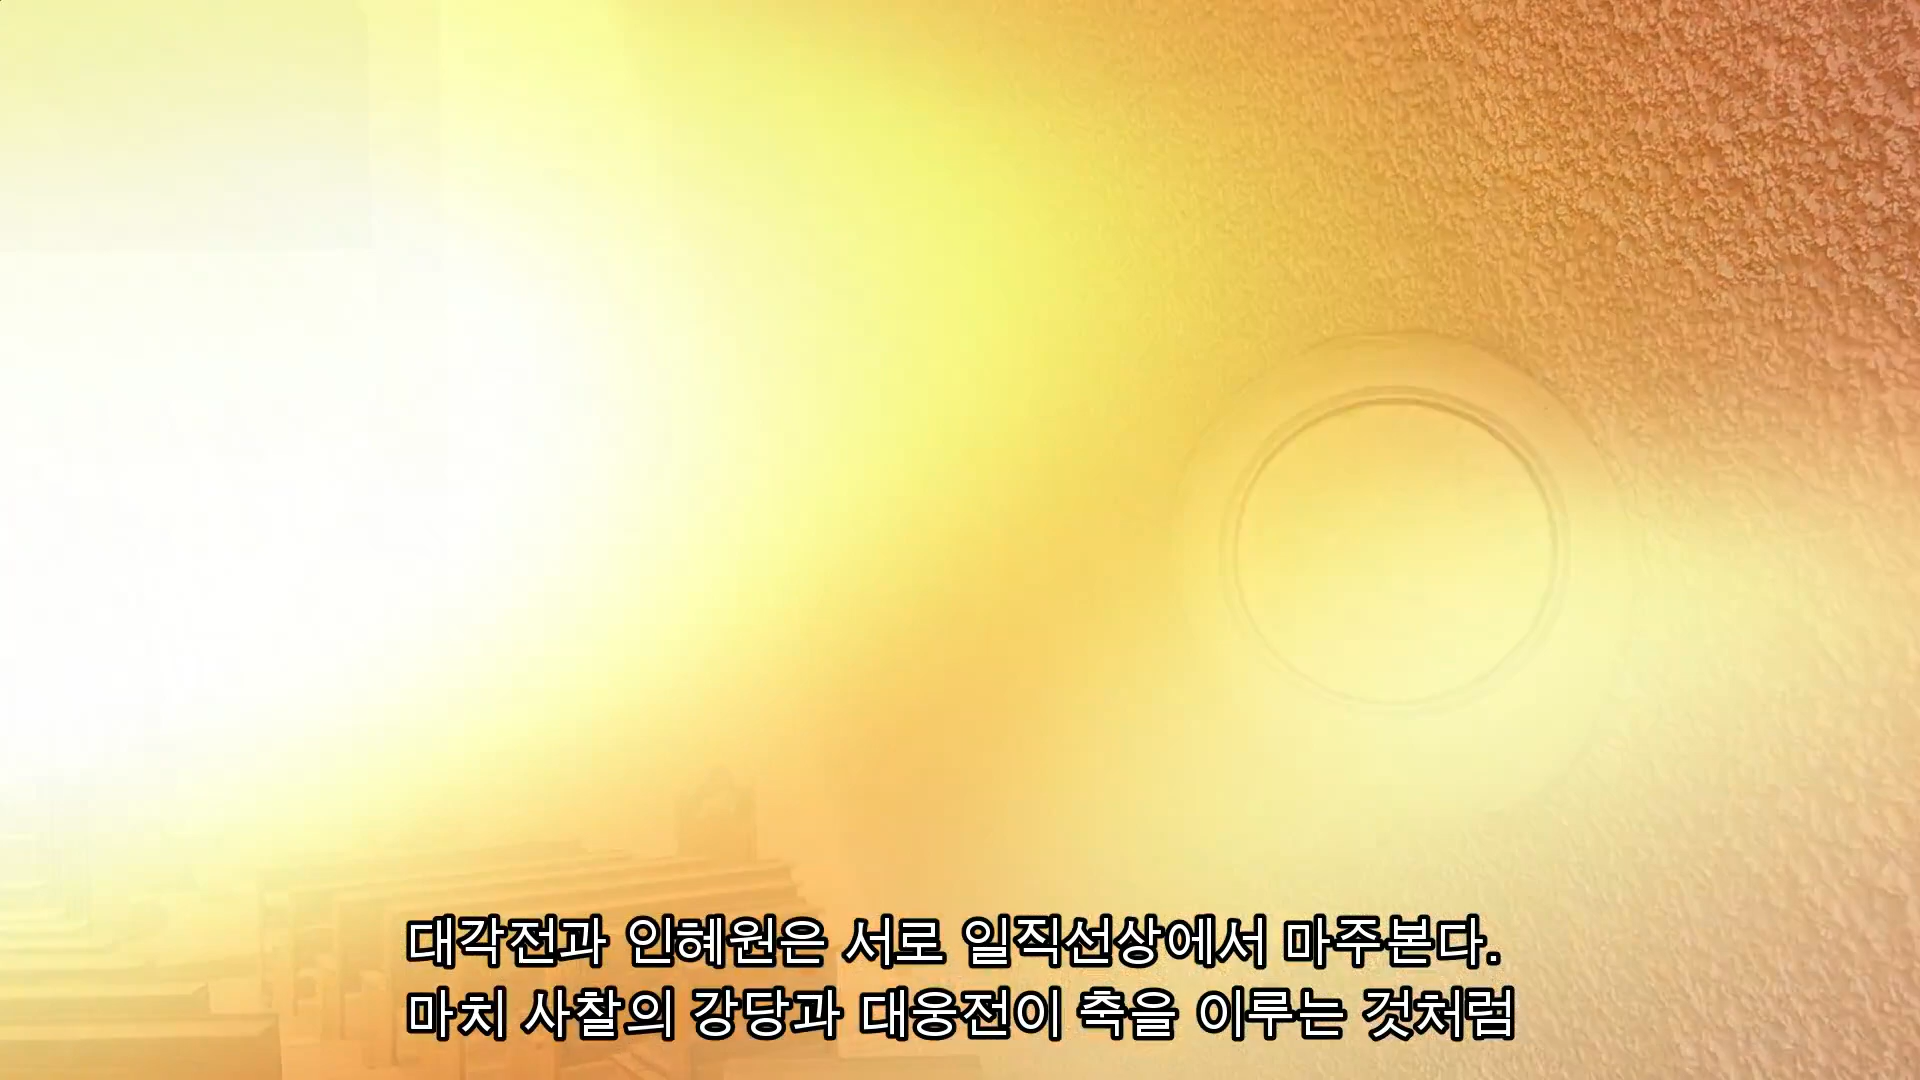 대각전과 인혜원은 서로 일직선상에서 마주본다.
마치 사찰의 강당과 대웅전이 축을 이루는 것처럼